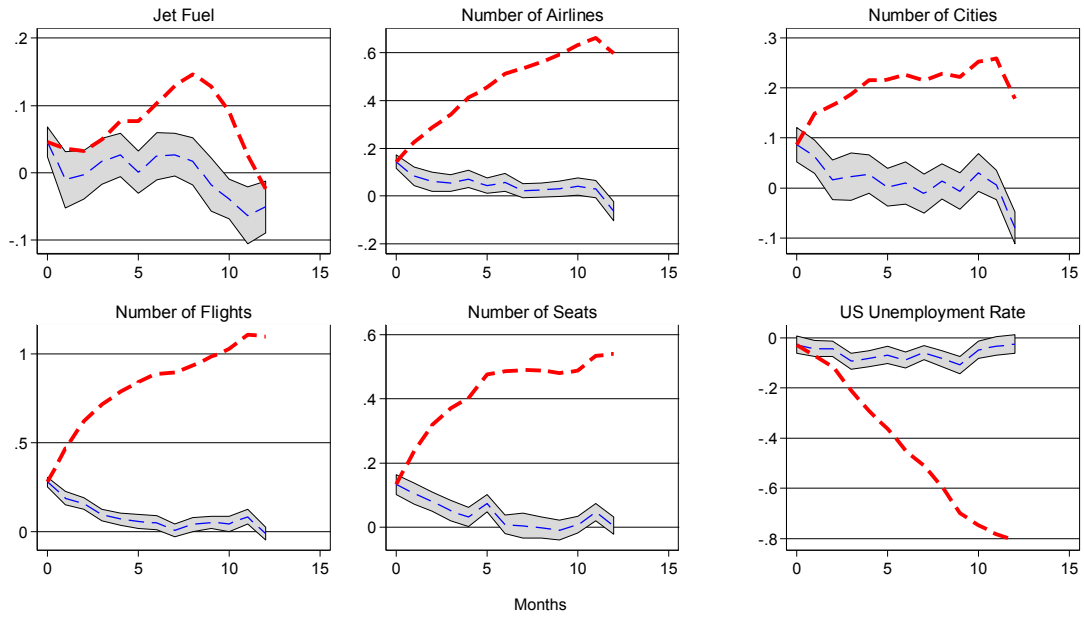 Jet Fuel
.2
.1
0
-.1
0 5 10 15
Number of Airlines
.6
.4
.2
0
-.2
0 5 10 15
Number of Cities
.3
.2
.1
0
-.1
0 5 10 15
Number of Flights
1
.5
0
0 5 10 15
Number of Seats
.6
.4
.2
0
0 5 10 15
US Unemployment Rate
0
-.2
-.4
-.6
-.8
0 5 10 15
Months